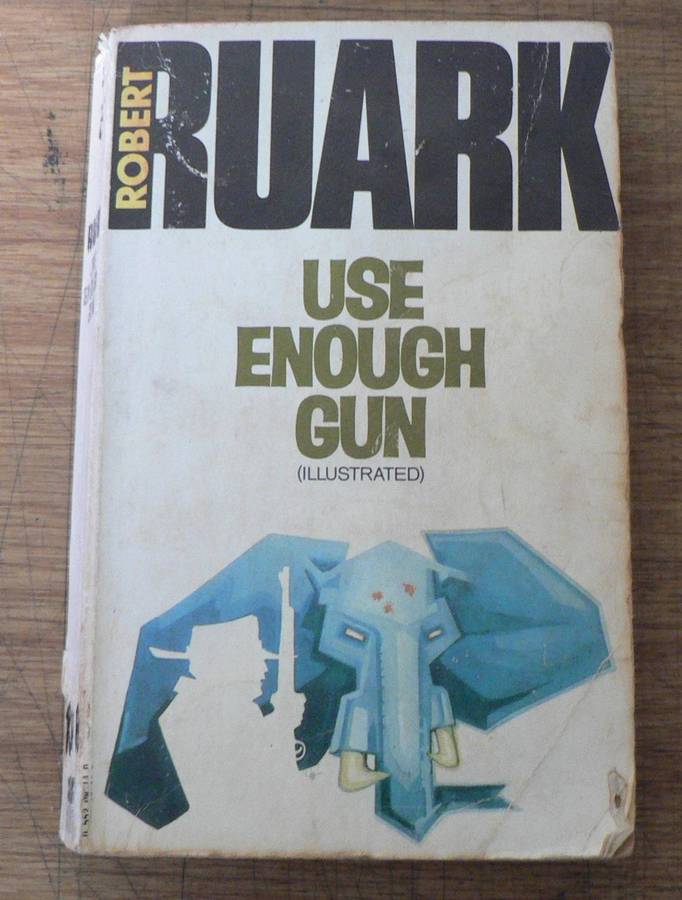 ROBERT
RUARK
USE
ENOUGH
GUN
(ILLUSTRATED)